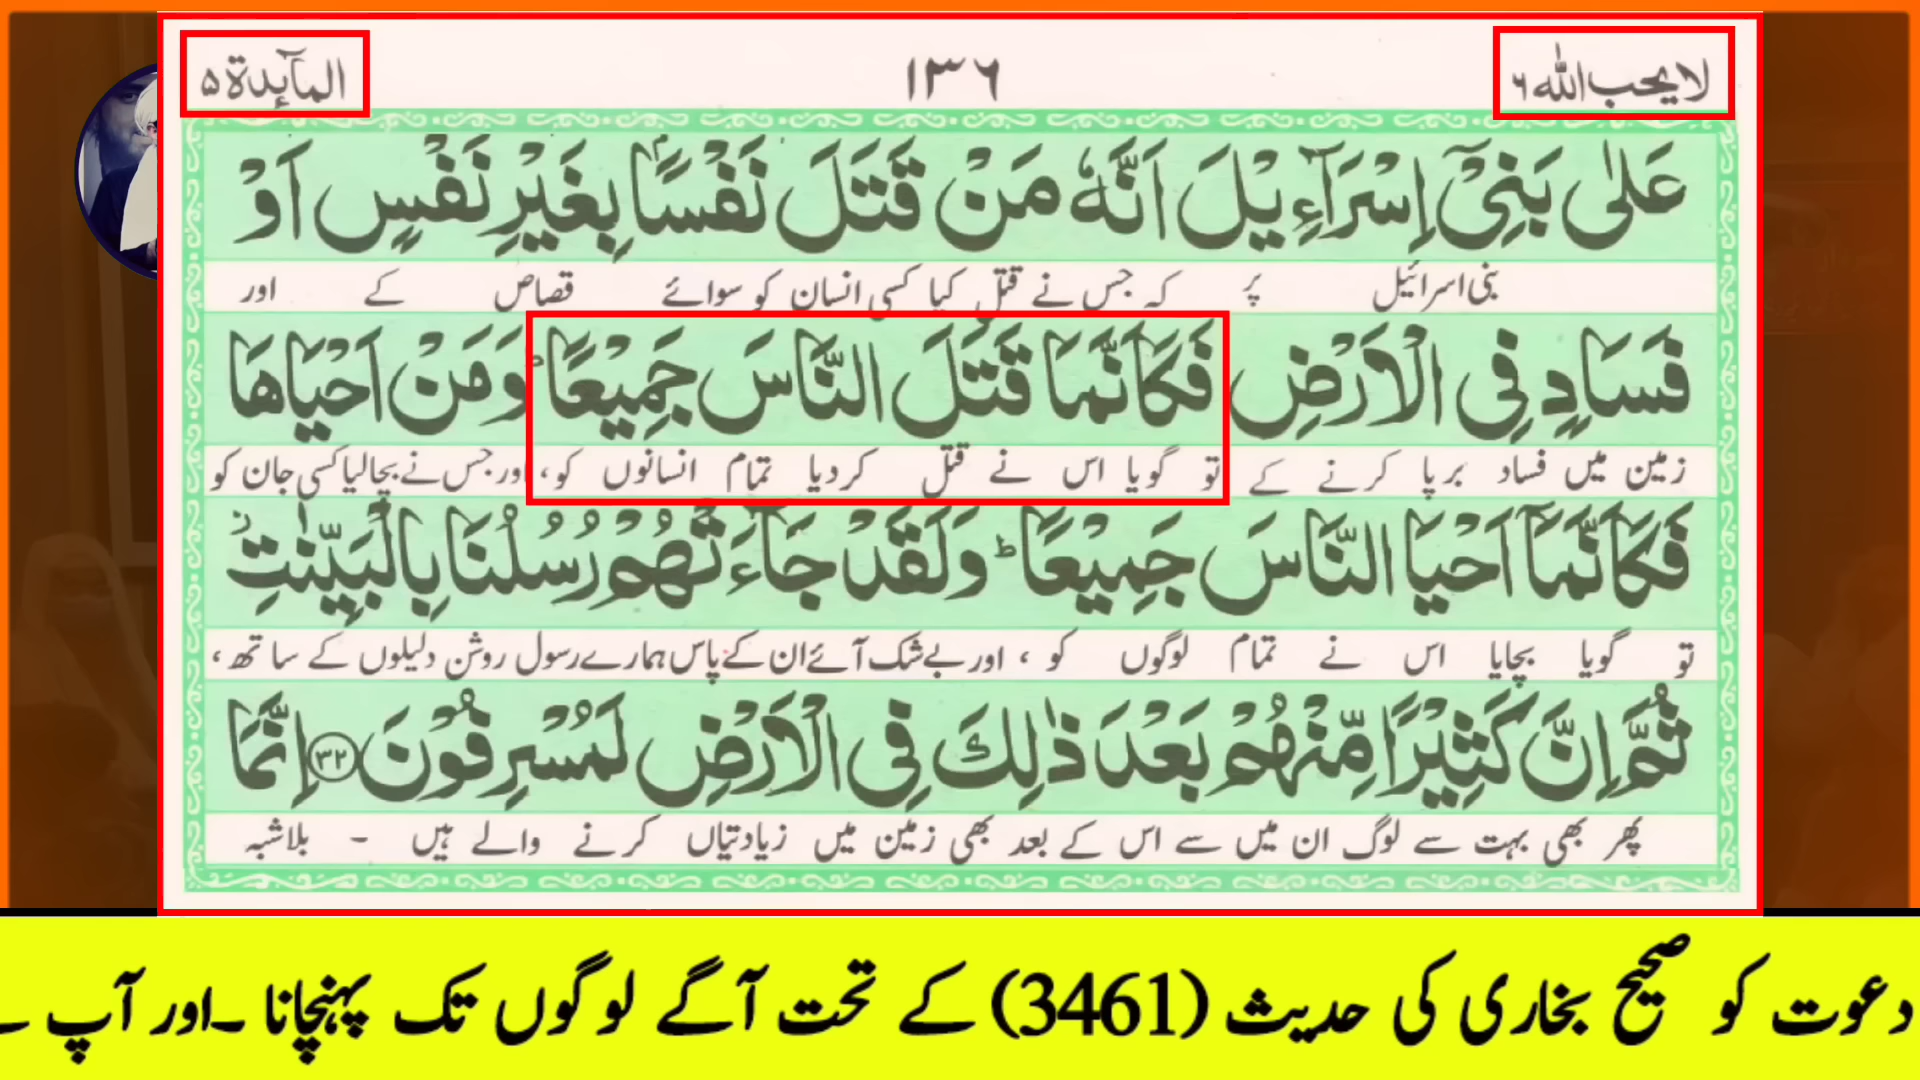 لا يحب الله ٦
١٣٦
المآئدة ٥
عَلٰى بَنِىْٓ اِسْرَآءِيْلَ اَنَّهٗ مَنْ قَتَلَ نَفْسًۢا بِغَيْرِ نَفْسٍ اَوْ
بنی اسرائیل پر کہ جس نے قتل کیا کسی انسان کو سوائے قصاص کے اور
فَسَادٍ فِى الْاَرْضِ فَكَاَنَّمَا قَتَلَ النَّاسَ جَمِيْعًا ؕ وَمَنْ اَحْيَاهَا
زمین میں فساد برپا کرنے کے تو گویا اس نے قتل کردیا تمام انسانوں کو، اور جس نے بچالیا کسی جان کو
فَكَاَنَّمَآ اَحْيَا النَّاسَ جَمِيْعًا ؕ وَلَقَدْ جَآءَتْهُمْ رُسُلُنَا بِالْبَيِّنٰتِ ز
تو گویا بچایا اس نے تمام لوگوں کو ، اور بے شک آئے ان کے پاس ہمارے رسول روشن دلیلوں کے ساتھ ،
ثُمَّ اِنَّ كَثِيْرًا مِّنْهُمْ بَعْدَ ذٰلِكَ فِى الْاَرْضِ لَمُسْرِفُوْنَ ﴿٣٢﴾ اِنَّمَا
پھر بھی بہت سے لوگ ان میں سے اس کے بعد بھی زمین میں زیادتیاں کرنے والے ہیں - بلاشبہ
دعوت کو صحیح بخاری کی حدیث (3461) کے تحت آگے لوگوں تک پہنچانا ۔اور آپ